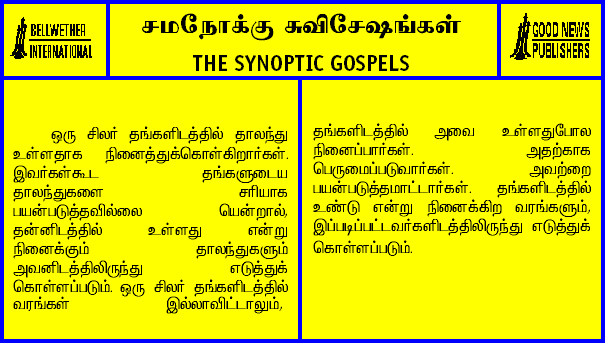 BELLWETHER
INTERNATIONAL
சமநோக்கு சுவிசேஷங்கள்
THE SYNOPTIC GOSPELS
GOOD NEWS
PUBLISHERS
ஒரு சிலர் தங்களிடத்தில் தாலந்து
உள்ளதாக நினைத்துக்கொள்கிறார்கள்.
இவர்கள்கூட தங்களுடைய
தாலந்துகளை சரியாக
பயன்படுத்தவில்லை யென்றால்,
தன்னிடத்தில் உள்ளது என்று
நினைக்கும் தாலந்துகளும்
அவனிடத்திலிருந்து எடுத்துக்
கொள்ளப்படும். ஒரு சிலர் தங்களிடத்தில்
வரங்கள் இல்லாவிட்டாலும்,
தங்களிடத்தில் அவை உள்ளதுபோல
நினைப்பார்கள். அதற்காக
பெருமைப்படுவார்கள். அவற்றை
பயன்படுத்தமாட்டார்கள். தங்களிடத்தில்
உண்டு என்று நினைக்கிற வரங்களும்,
இப்படிப்பட்டவர்களிடத்திலிருந்து எடுத்துக்
கொள்ளப்படும்.